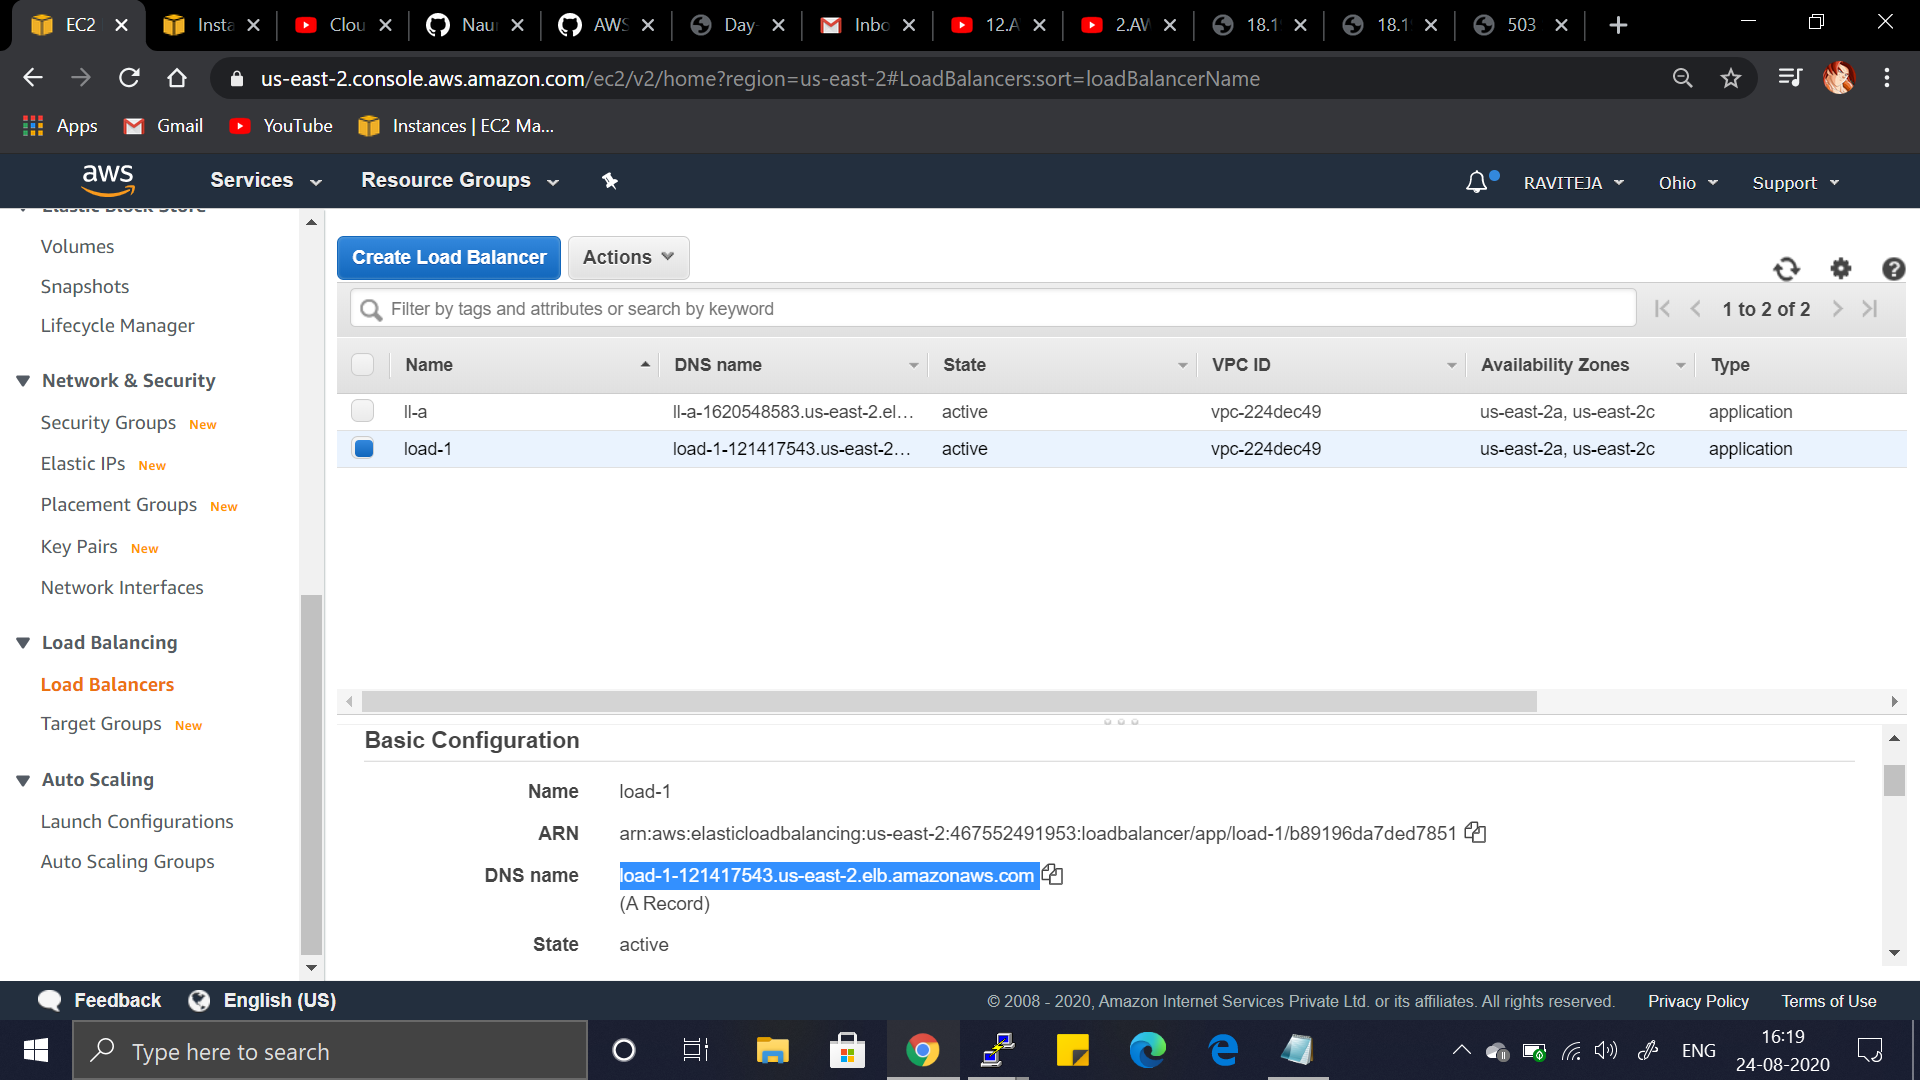 EC2
Insta
Clou
Nau
AWS
Day-
Inbo
12.A
2.AW
18.1
18.1
503
us-east-2.console.aws.amazon.com/ec2/v2/home?region=us-east-2#LoadBalancers:sort=loadBalancerName
Apps
Gmail
YouTube
Instances | EC2 Ma...
aws
Services
Resource Groups
RAVITEJA
Ohio
Support
Elastic Block Store
Volumes
Snapshots
Lifecycle Manager
Network & Security
Security Groups New
Elastic IPs New
Placement Groups New
Key Pairs New
Network Interfaces
Load Balancing
Load Balancers
Target Groups New
Auto Scaling
Launch Configurations
Auto Scaling Groups
Create Load Balancer
Actions
Filter by tags and attributes or search by keyword
1 to 2 of 2
Name DNS name State VPC ID Availability Zones Type
ll-a ll-a-1620548583.us-east-2.el... active vpc-224dec49 us-east-2a, us-east-2c application
load-1 load-1-121417543.us-east-2... active vpc-224dec49 us-east-2a, us-east-2c application
Basic Configuration
Name load-1
ARN arn:aws:elasticloadbalancing:us-east-2:467552491953:loadbalancer/app/load-1/b89196da7ded7851
DNS name load-1-121417543.us-east-2.elb.amazonaws.com
(A Record)
State active
Feedback
English (US)
© 2008 - 2020, Amazon Internet Services Private Ltd. or its affiliates. All rights reserved.
Privacy Policy
Terms of Use
Type here to search
ENG
16:19
24-08-2020